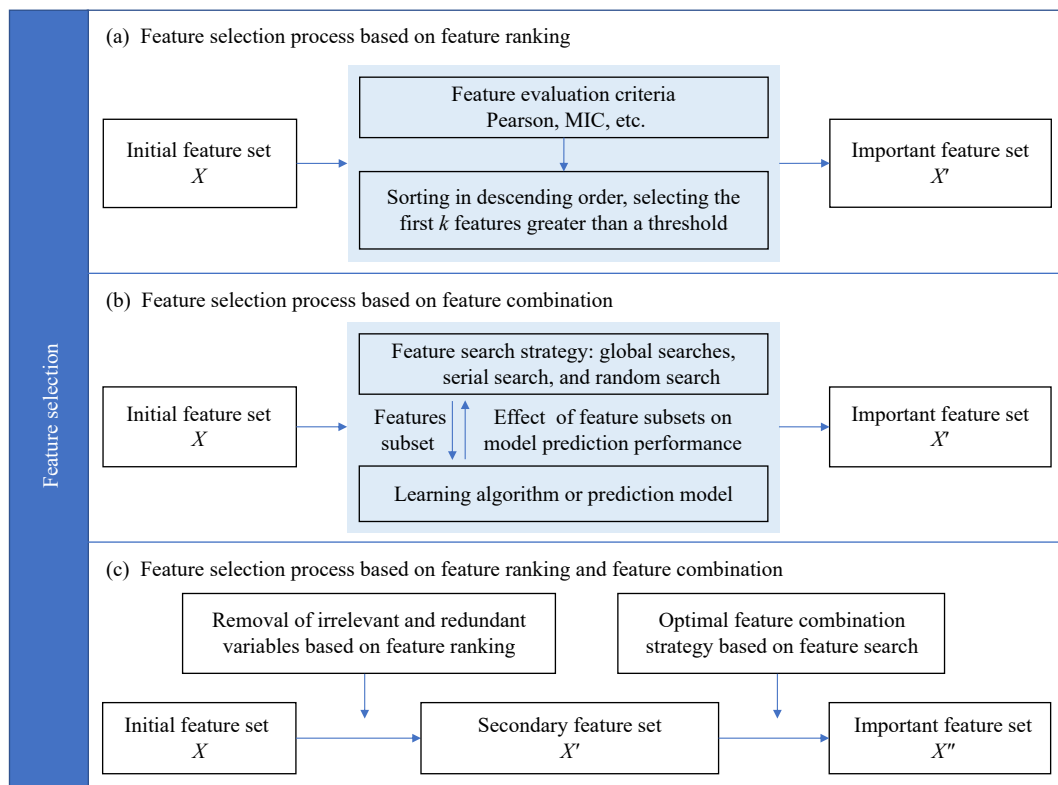 Feature selection
(a) Feature selection process based on feature ranking
Initial feature set
X
Feature evaluation criteria
Pearson, MIC, etc.
Sorting in descending order, selecting the
first k features greater than a threshold
Important feature set
X′
(b) Feature selection process based on feature combination
Initial feature set
X
Feature search strategy: global searches,
serial search, and random search
Features
subset
Effect of feature subsets on
model prediction performance
Learning algorithm or prediction model
Important feature set
X′
(c) Feature selection process based on feature ranking and feature combination
Removal of irrelevant and redundant
variables based on feature ranking
Optimal feature combination
strategy based on feature search
Initial feature set
X
Secondary feature set
X′
Important feature set
X″